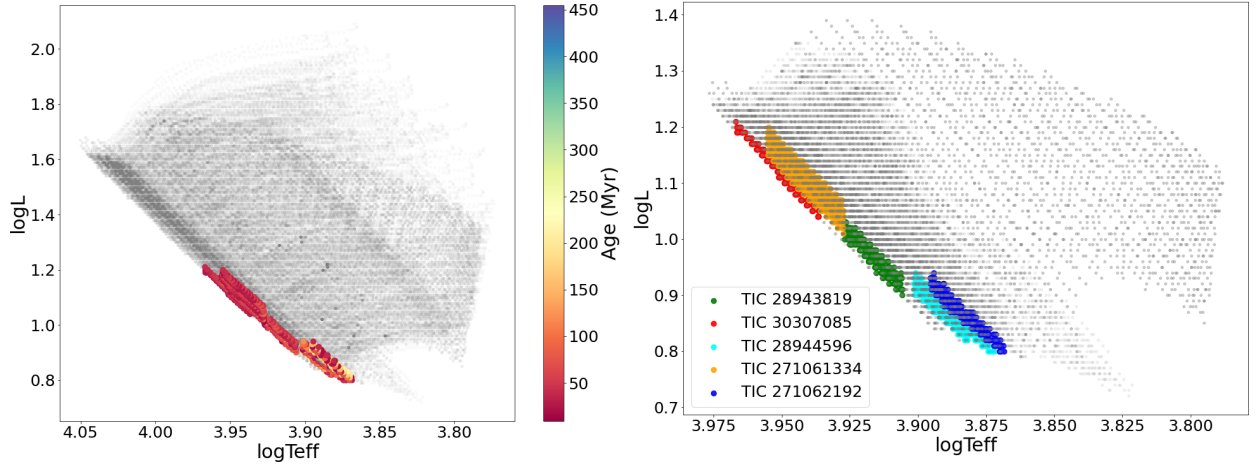 2.0
1.8
1.6
1.4
1.2
1.0
0.8
logL
4.05 4.00 3.95 3.90 3.85 3.80
logTeff
450
400
350
300
250
200
150
100
50
Age (Myr)
1.4
1.3
1.2
1.1
1.0
0.9
0.8
0.7
logL
TIC 28943819
TIC 30307085
TIC 28944596
TIC 271061334
TIC 271062192
3.975 3.950 3.925 3.900 3.875 3.850 3.825 3.800
logTeff